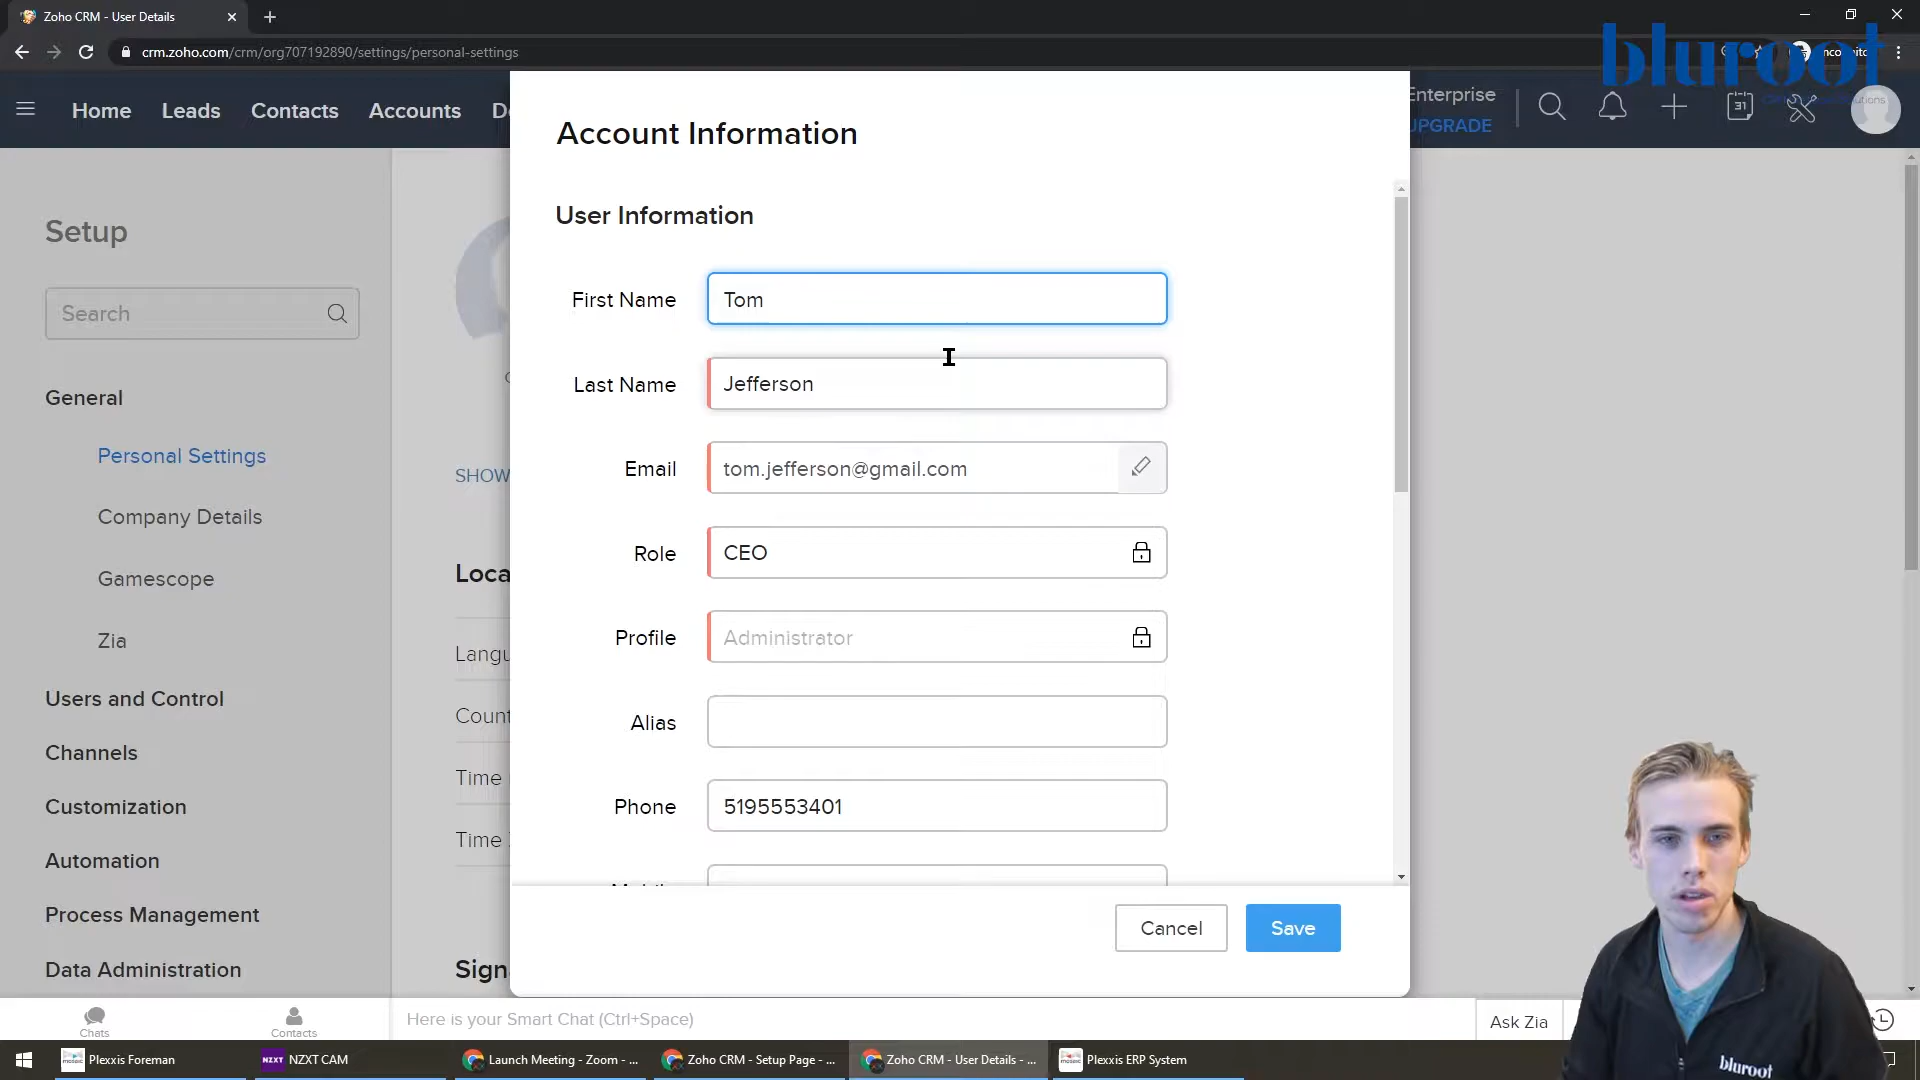 Zoho CRM - User Details
crm.zoho.com/crm/org707192890/settings/personal-settings
bluroot
Home
Leads
Contacts
Accounts
Enterprise
UPGRADE
31
Setup
Search
General
Personal Settings
Company Details
Gamescope
Zia
Users and Control
Channels
Customization
Automation
Process Management
Data Administration
SHOW
Account Information
User Information
First Name
Tom
Last Name
Jefferson
Email
tom.jefferson@gmail.com
Role
CEO
Profile
Administrator
Alias
Phone
5195553401
Cancel
Save
Time
Time
Chats
Contacts
Here is your Smart Chat (Ctrl+Space)
Ask Zia
bluroot
Plexxis Foreman
NZXT
NZXT CAM
Launch Meeting - Zoom - ...
Zoho CRM - Setup Page - ...
Zoho CRM - User Details - ...
Plexxis ERP System